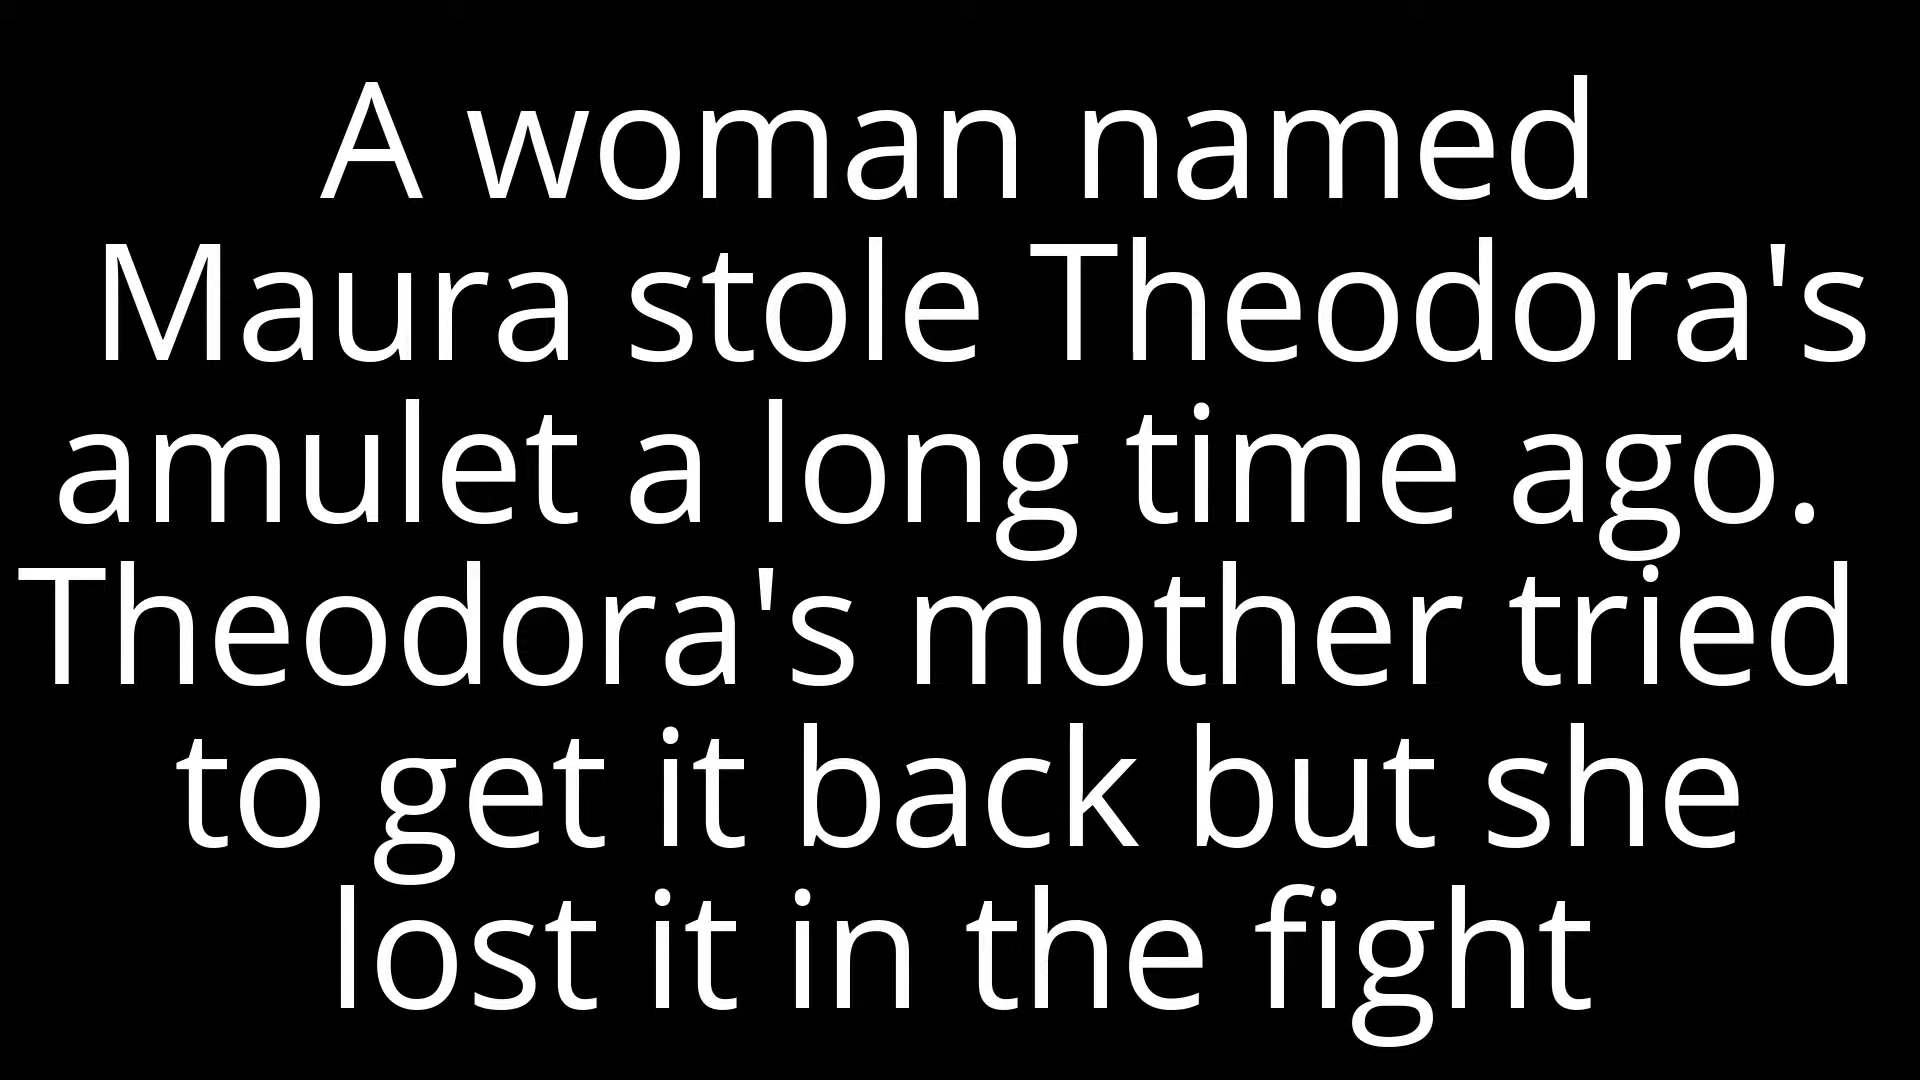 A woman named
Maura stole Theodora's
amulet a long time ago.
Theodora's mother tried
to get it back but she
lost it in the fight